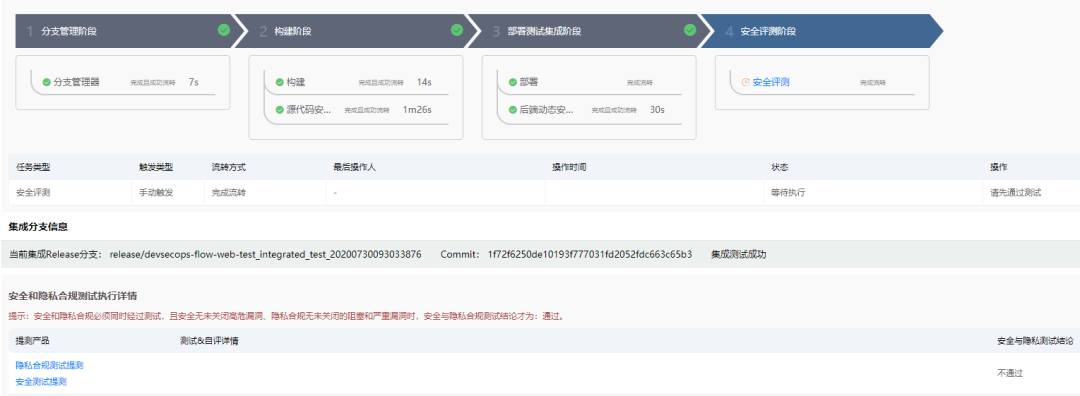 1 分支管理阶段 2 构建阶段 3 部署测试集成阶段 4 安全评测阶段
分支管理器 完成且成功流转 7s 构建 完成且成功流转 14s 部署 完成流转 安全评测 完成流转
源代码安... 完成且成功流转 1m26s 后端动态安... 完成且成功流转 30s
任务类型 触发类型 流转方式 最后操作人 操作时间 状态 操作
安全评测 手动触发 完成流转 - 等待执行 请先通过测试
集成分支信息
当前集成Release分支: release/devsecops-flow-web-test_integrated_test_20200730093033876 Commit: 1f72f6250de10193f777031fd2052fdc663c65b3 集成测试成功
安全和隐私合规测试执行详情
提示：安全和隐私合规必须同时经过测试，且安全无未关闭高危漏洞、隐私合规无未关闭的阻塞和严重漏洞时，安全与隐私合规测试结论才为：通过。
提测产品 测试&自评详情 安全与隐私测试结论
隐私合规测试提测
安全测试提测
不通过